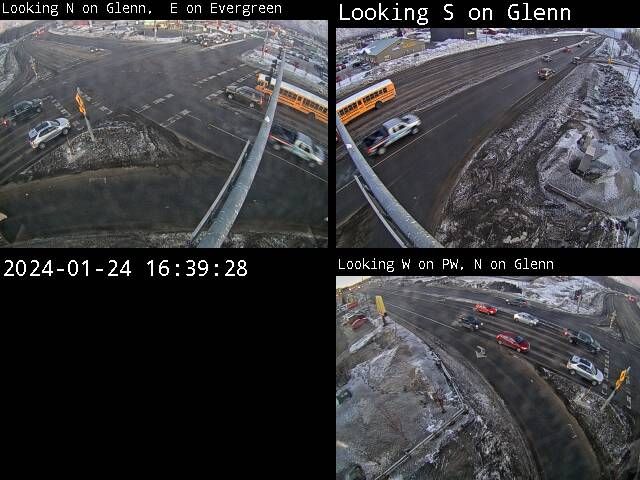 Looking N on Glenn,  E on Evergreen
Looking S on Glenn
2024-01-24 16:39:28
Looking W on PW, N on Glenn